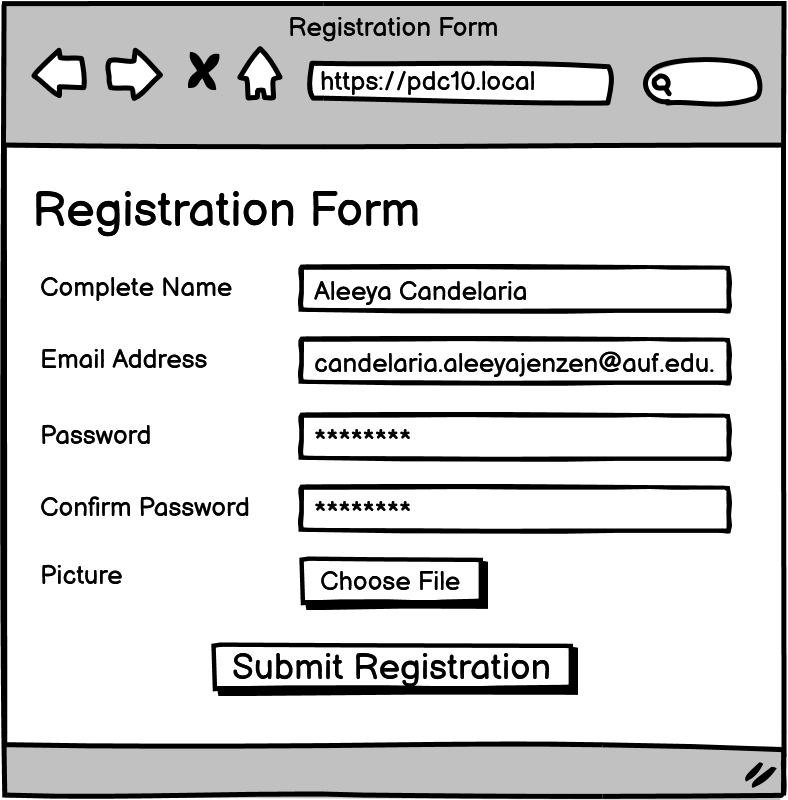 Registration Form
https://pdc10.local
Registration Form
Complete Name
Aleeya Candelaria
Email Address
candelaria.aleeyajenzen@auf.edu.
Password
********
Confirm Password
********
Picture
Choose File
Submit Registration